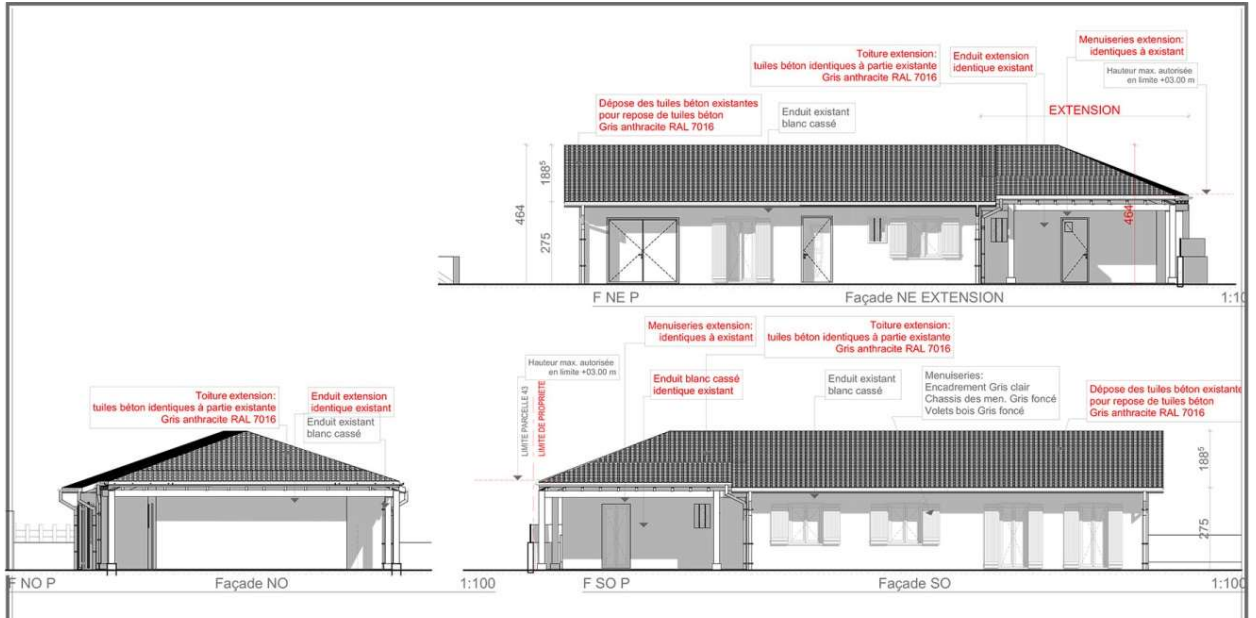 Toiture extension:
tuiles béton identiques à partie existante
Gris anthracite RAL 7016
Enduit extension
identique existant
Menuiseries extension:
identiques à existant
Hauteur max. autorisée
en limite +03.00 m
Dépose des tuiles béton existantes
pour repose de tuiles béton
Gris anthracite RAL 7016
Enduit existant
blanc cassé
EXTENSION
464
188⁵
275
464
F NE P
Façade NE EXTENSION
1:10
Menuiseries extension:
identiques à existant
Toiture extension:
tuiles béton identiques à partie existante
Gris anthracite RAL 7016
Hauteur max. autorisée
en limite +03.00 m
LIMITE PARCELLE 43
LIMITE DE PROPRIETE
Enduit blanc cassé
identique existant
Enduit existant
blanc cassé
Menuiseries:
Encadrement Gris clair
Chassis des men. Gris foncé
Volets bois Gris foncé
Dépose des tuiles béton existante
pour repose de tuiles béton
Gris anthracite RAL 7016
188⁵
275
F SO P
Façade SO
1:100
Toiture extension:
tuiles béton identiques à partie existante
Gris anthracite RAL 7016
Enduit extension
identique existant
Enduit existant
blanc cassé
F NO P
Façade NO
1:100